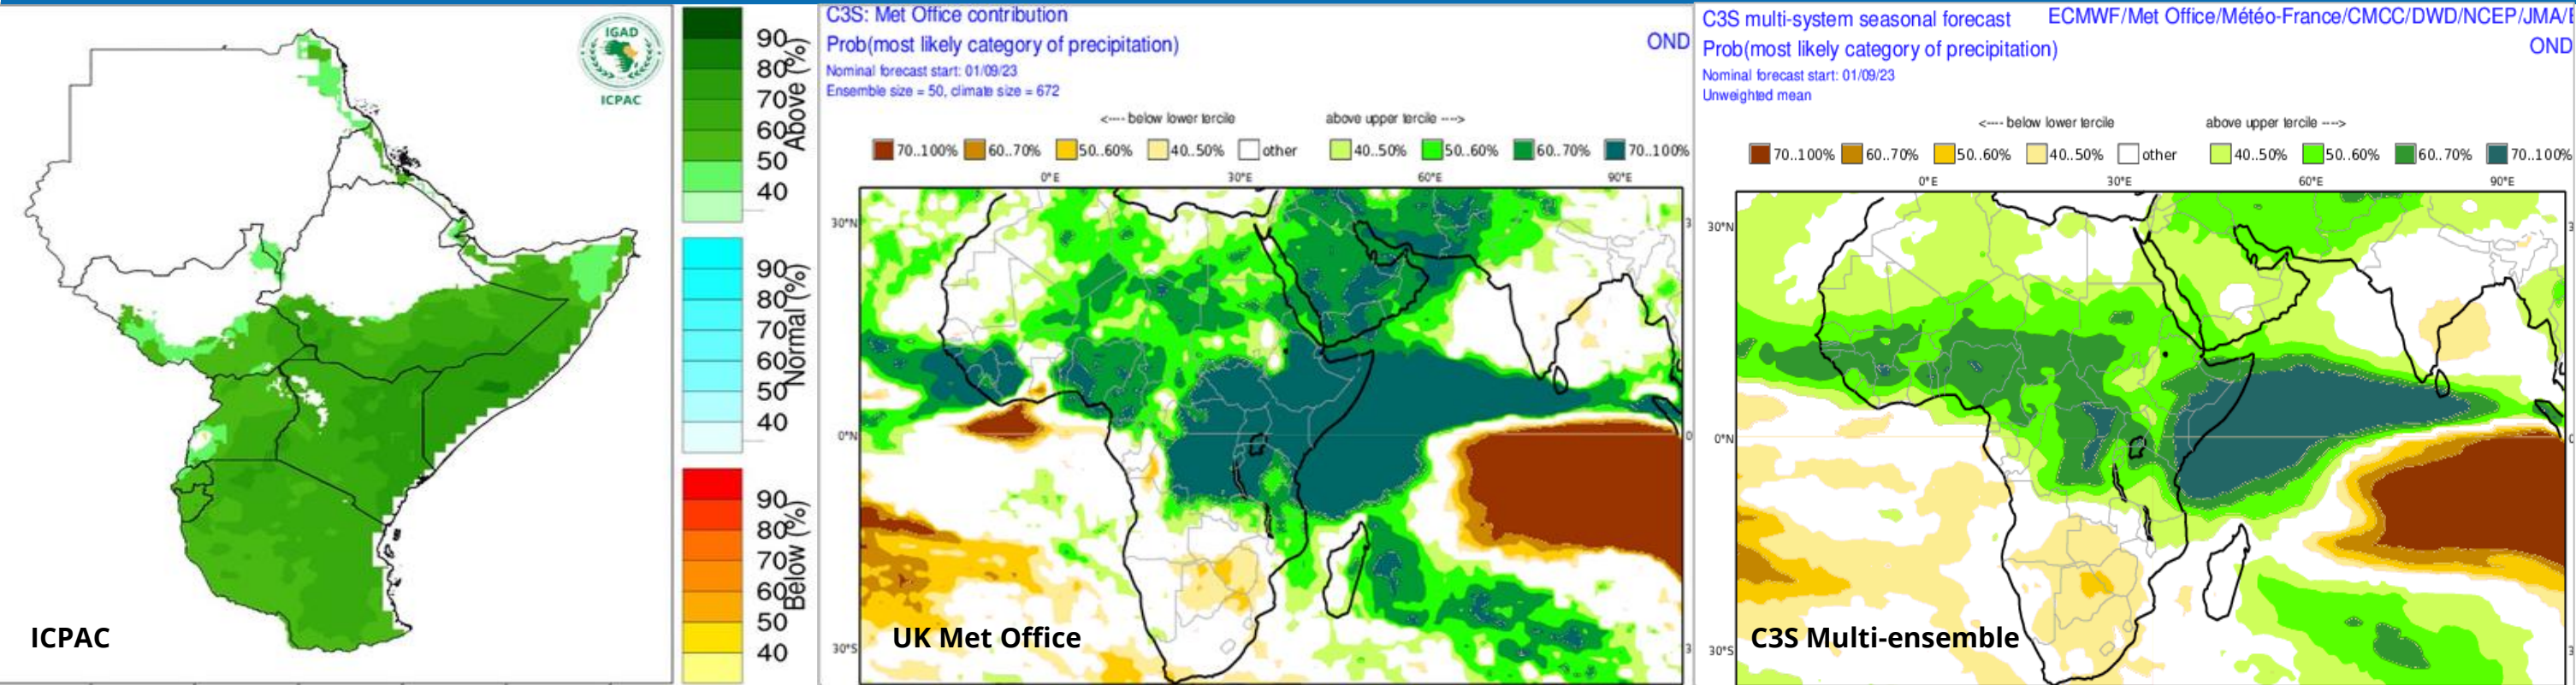 IGAD
ICPAC
90
80
70
60
50
40
Above (%)
90
80
70
60
50
40
Normal (%)
90
80
70
60
50
40
Below (%)
ICPAC
C3S: Met Office contribution
Prob(most likely category of precipitation)
OND
Nominal forecast start: 01/09/23
Ensemble size = 50, climate size = 672
<---- below lower tercile above upper tercile ---->
70..100% 60..70% 50..60% 40..50% other 40..50% 50..60% 60..70% 70..100%
0°E 30°E 60°E 90°E
30°N 3
0°N 0
30°S 3
UK Met Office
C3S multi-system seasonal forecast ECMWF/Met Office/Météo-France/CMCC/DWD/NCEP/JMA/
Prob(most likely category of precipitation)
OND
Nominal forecast start: 01/09/23
Unweighted mean
<---- below lower tercile above upper tercile ---->
70..100% 60..70% 50..60% 40..50% other 40..50% 50..60% 60..70% 70..100%
0°E 30°E 60°E 90°E
30°N
0°N
30°S
C3S Multi-ensemble